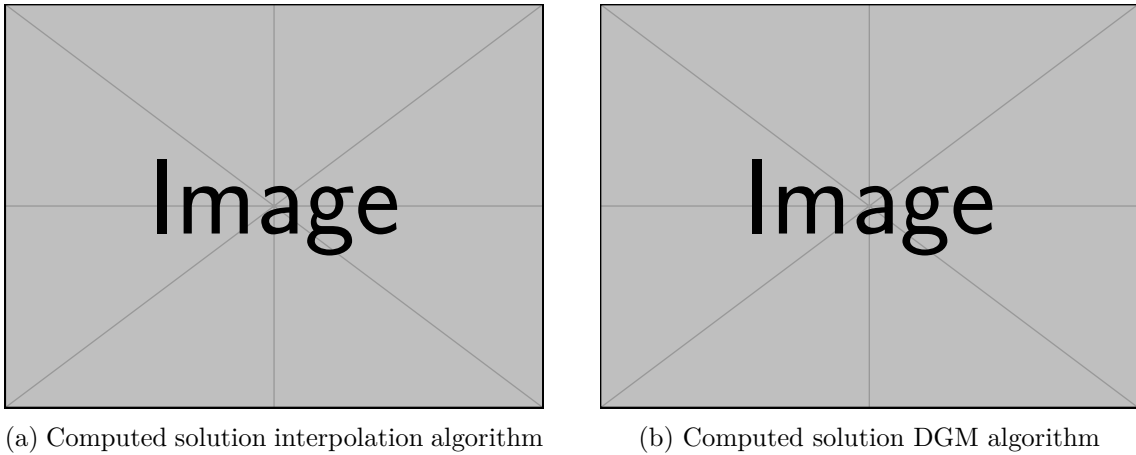 Image
Image
(a) Computed solution interpolation algorithm
(b) Computed solution DGM algorithm